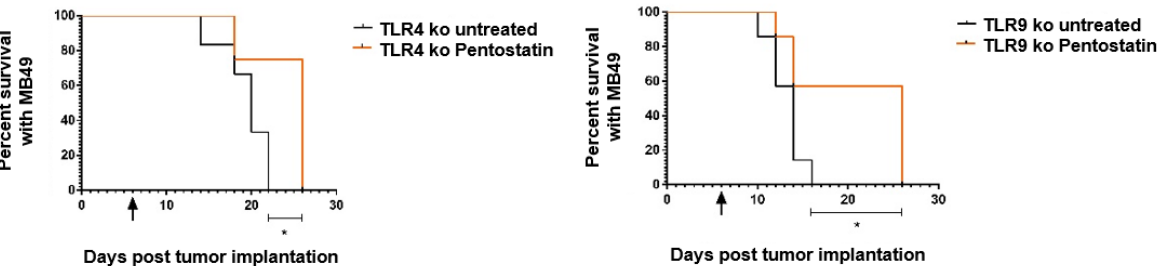 TLR4 ko untreated
TLR4 ko Pentostatin
Percent survival
with MB49
100
80
60
40
20
0
0 10 20 30
*
Days post tumor implantation
TLR9 ko untreated
TLR9 ko Pentostatin
Percent survival
with MB49
100
80
60
40
20
0
0 10 20 30
*
Days post tumor implantation